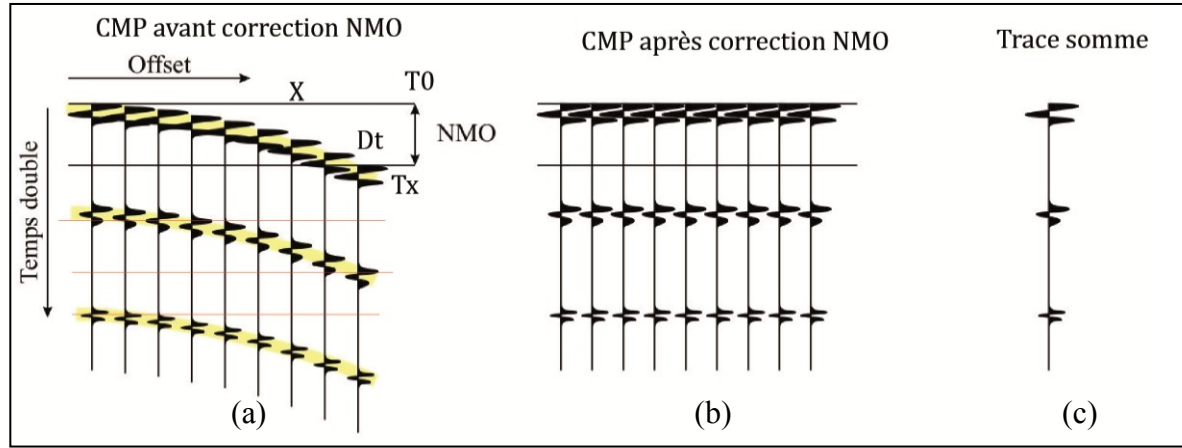 CMP avant correction NMO
Offset
X
T0
Dt
NMO
Tx
Temps double
(a)
CMP après correction NMO
(b)
Trace somme
(c)